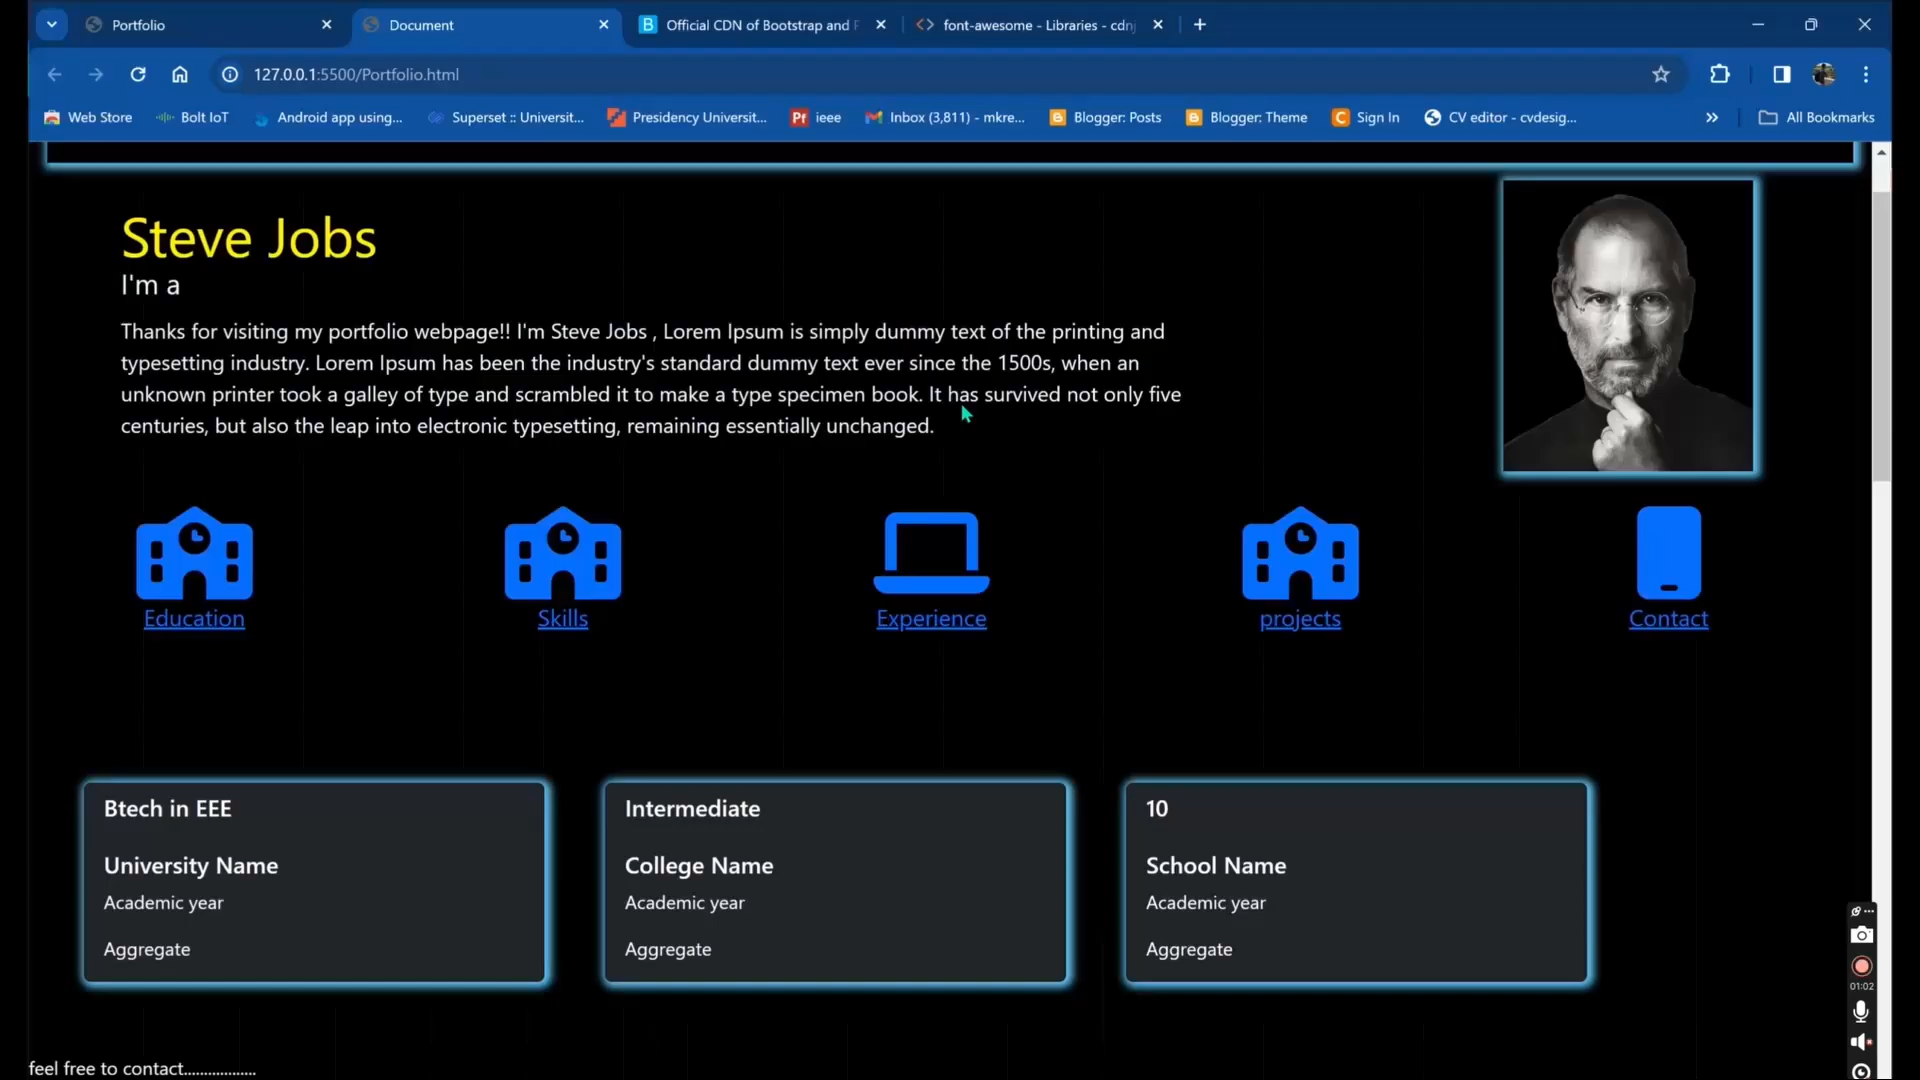 Portfolio
Document
Official CDN of Bootstrap and F
font-awesome - Libraries - cdnj
127.0.0.1:5500/Portfolio.html
Web Store
Bolt IoT
Android app using...
Superset :: Universit...
Presidency Universit...
Pf ieee
Inbox (3,811) - mkre...
Blogger: Posts
Blogger: Theme
C Sign In
CV editor - cvdesig...
All Bookmarks
Steve Jobs
I'm a
Thanks for visiting my portfolio webpage!! I'm Steve Jobs , Lorem Ipsum is simply dummy text of the printing and
typesetting industry. Lorem Ipsum has been the industry's standard dummy text ever since the 1500s, when an
unknown printer took a galley of type and scrambled it to make a type specimen book. It has survived not only five
centuries, but also the leap into electronic typesetting, remaining essentially unchanged.
Education
Skills
Experience
projects
Contact
Btech in EEE
University Name
Academic year
Aggregate
Intermediate
College Name
Academic year
Aggregate
10
School Name
Academic year
Aggregate
01:02
feel free to contact..................